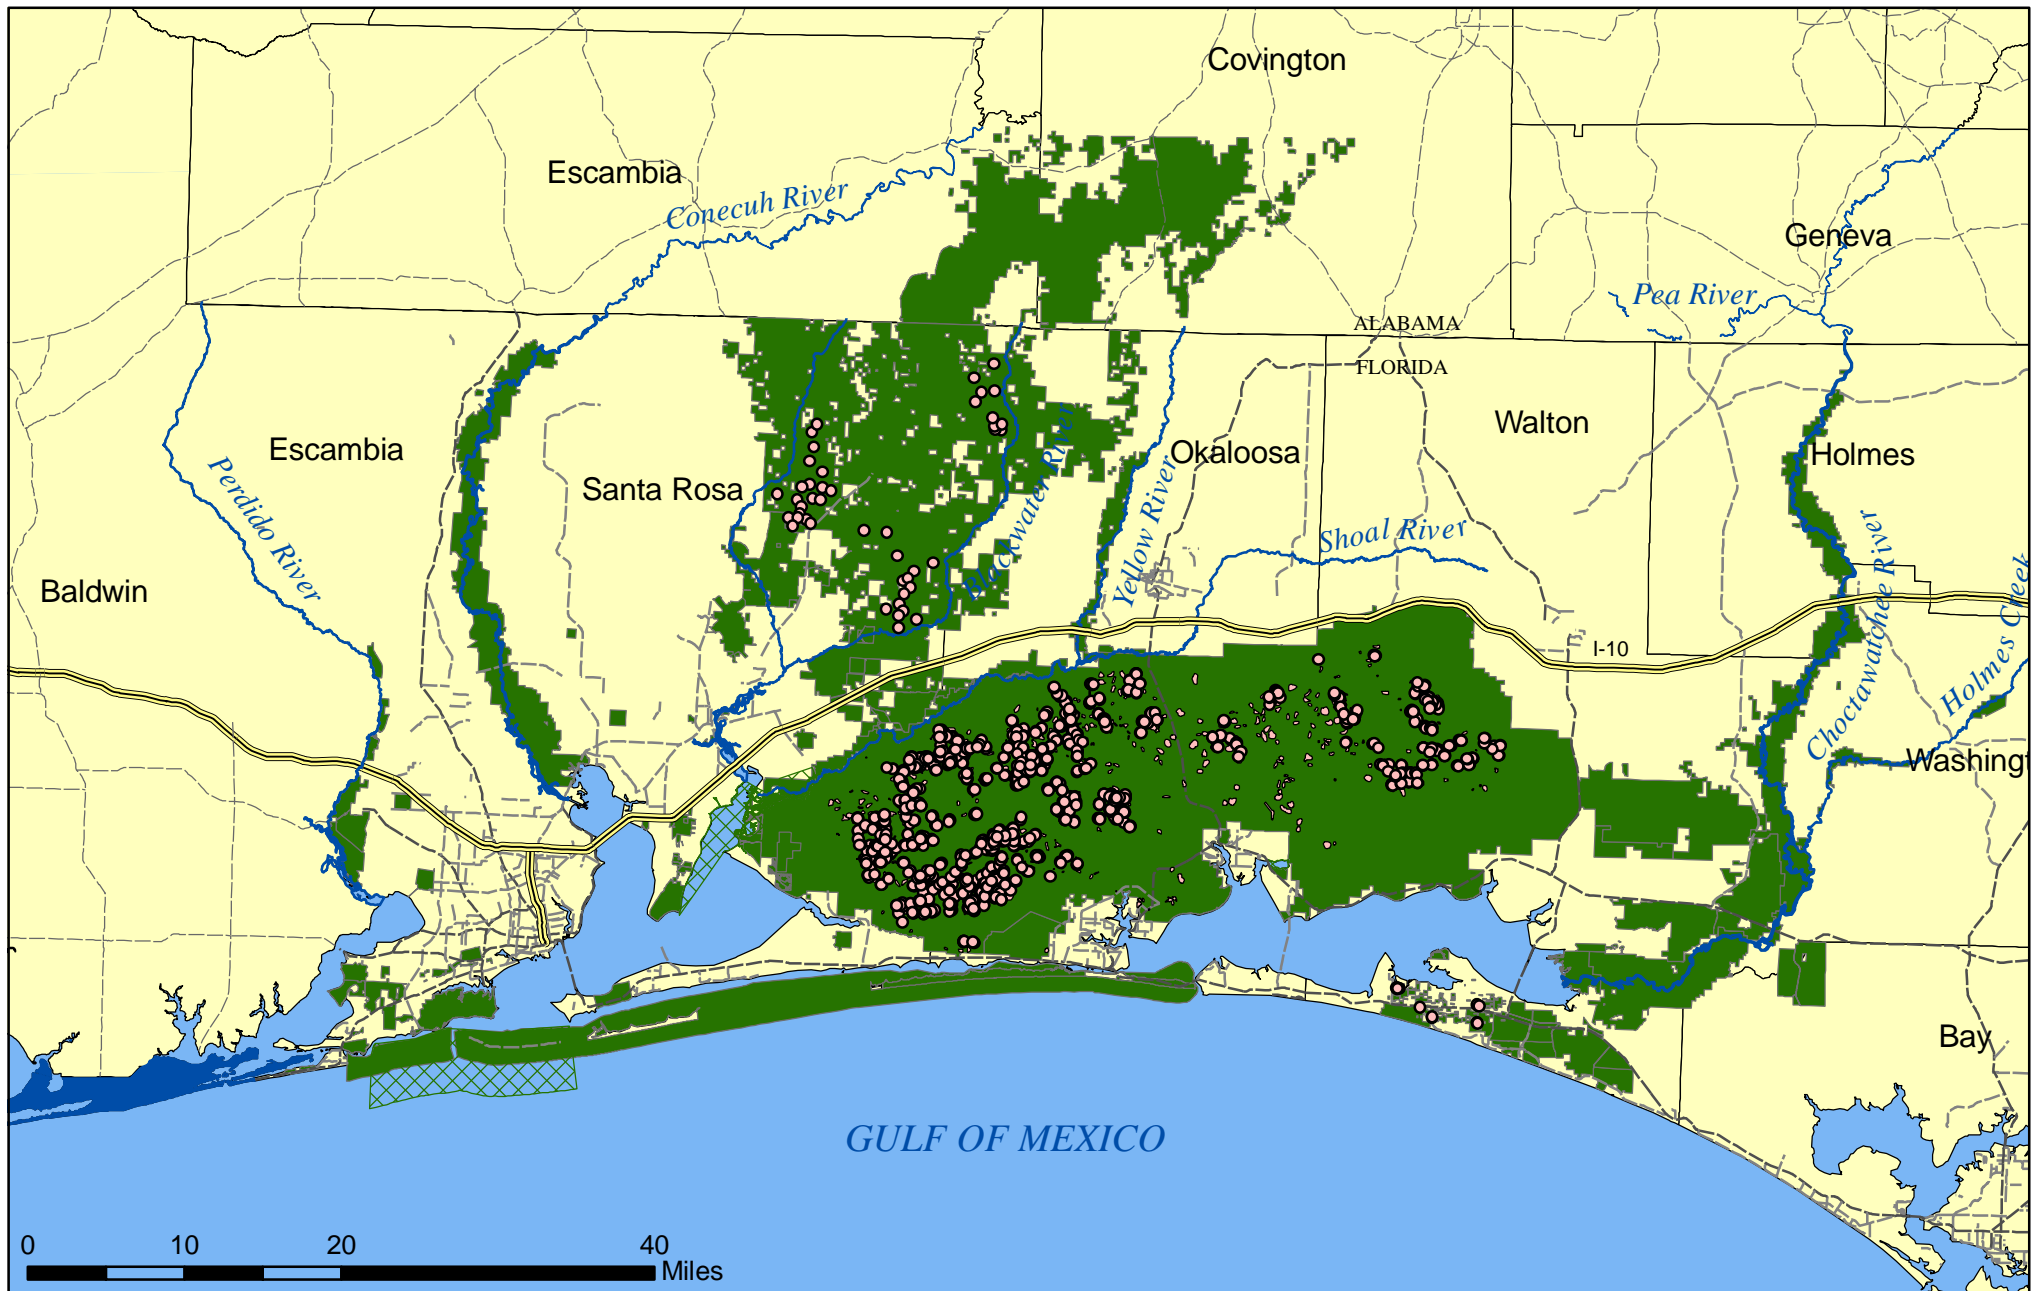 Covington
Escambia
Conecuh River
Geneva
Pea River
ALABAMA
FLORIDA
Walton
Escambia
Okaloosa
Holmes
Santa Rosa
Perdido River
Blackwater River
Yellow River
Shoal River
Choctawatchee River
Holmes Creek
Baldwin
I-10
Washingt
Bay
GULF OF MEXICO
0 10 20 40
Miles